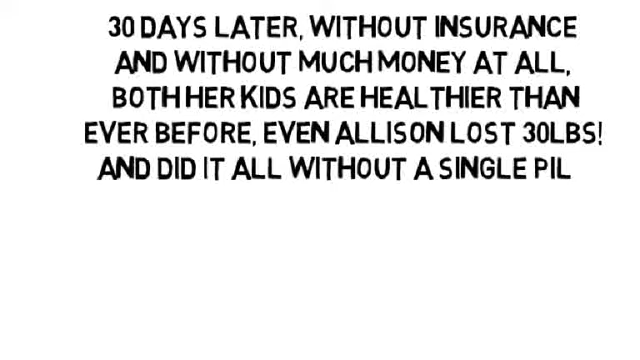 30 DAYS LATER, WITHOUT INSURANCE
AND WITHOUT MUCH MONEY AT ALL,
BOTH HER KIDS ARE HEALTHIER THAN
EVER BEFORE, EVEN ALLISON LOST 30LBS!
AND DID IT ALL WITHOUT A SINGLE PIL